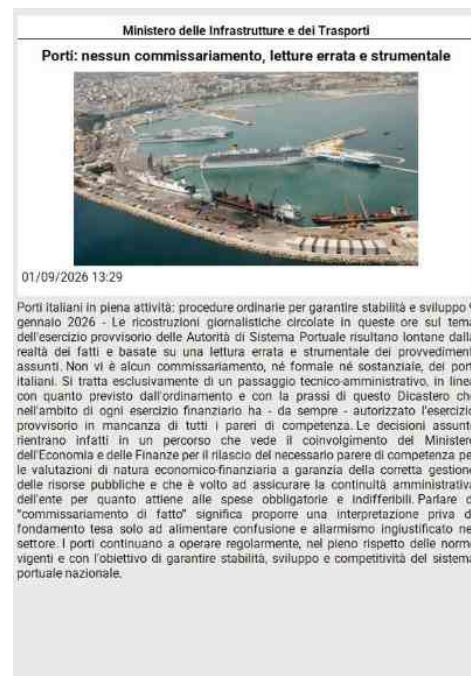 Ministero delle Infrastrutture e dei Trasporti
Porti: nessun commissariamento, letture errata e strumentale
01/09/2026 13:29
Porti italiani in piena attività: procedure ordinarie per garantire stabilità e sviluppo
gennaio 2026 - Le ricostruzioni giornalistiche circolate in queste ore sul tema
dell'esercizio provvisorio delle Autorità di Sistema Portuale risultano lontane dalla
realtà dei fatti e basate su una lettura errata e strumentale dei provvedimenti
assunti. Non vi è alcun commissariamento, né formale né sostanziale, dei porti
italiani. Si tratta esclusivamente di un passaggio tecnico-amministrativo, in linea
con quanto previsto dall'ordinamento e con la prassi di questo Dicastero che
nell'ambito di ogni esercizio finanziario ha - da sempre - autorizzato l'esercizio
provvisorio in mancanza di tutti i pareri di competenza. Le decisioni assunte
rientrano infatti in un percorso che vede il coinvolgimento del Ministero
dell'Economia e delle Finanze per il rilascio del necessario parere di competenza per
le valutazioni di natura economico-finanziaria a garanzia della corretta gestione
delle risorse pubbliche e che è volto ad assicurare la continuità amministrativa
dell'ente per quanto attiene alle spese obbligatorie e indifferibili. Parlare di
"commissariamento di fatto" significa proporre una interpretazione priva di
fondamento tesa solo ad alimentare confusione e allarmismo ingiustificato nel
settore. I porti continuano a operare regolarmente, nel pieno rispetto delle norme
vigenti e con l'obiettivo di garantire stabilità, sviluppo e competitività del sistema
portuale nazionale.